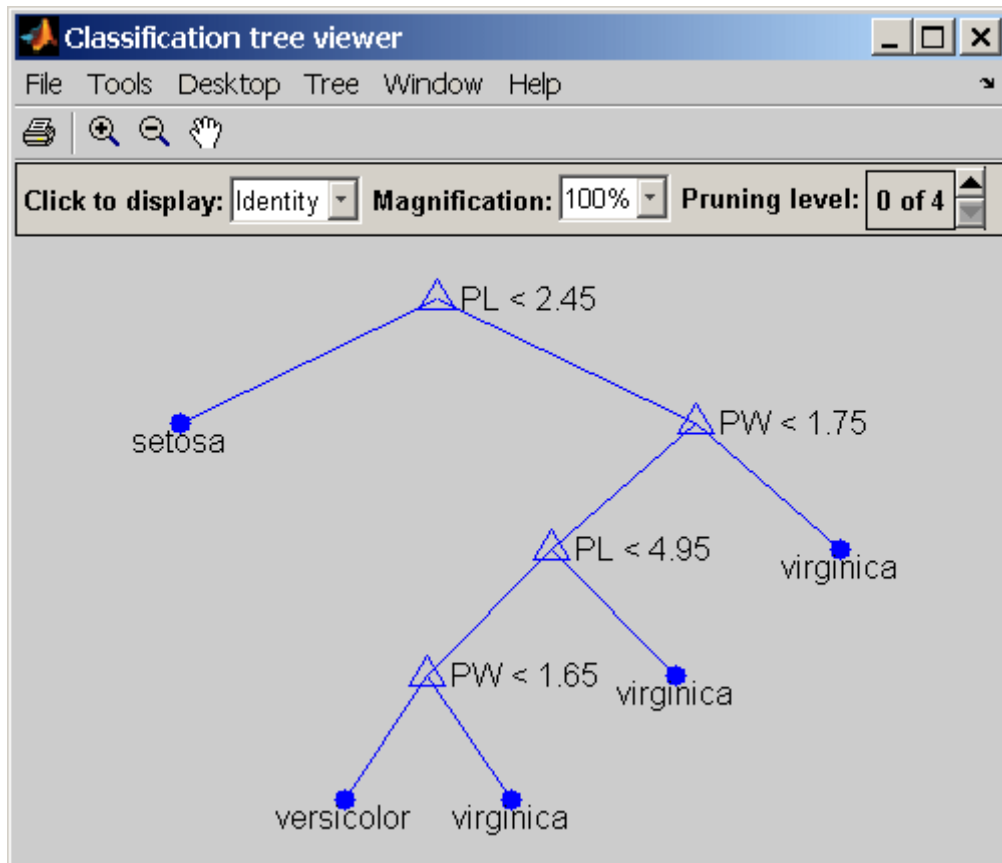 Classification tree viewer
File Tools Desktop Tree Window Help
Click to display: Identity Magnification: 100% Pruning level: 0 of 4
PL < 2.45
setosa
PW < 1.75
PL < 4.95
virginica
PW < 1.65
virginica
versicolor virginica